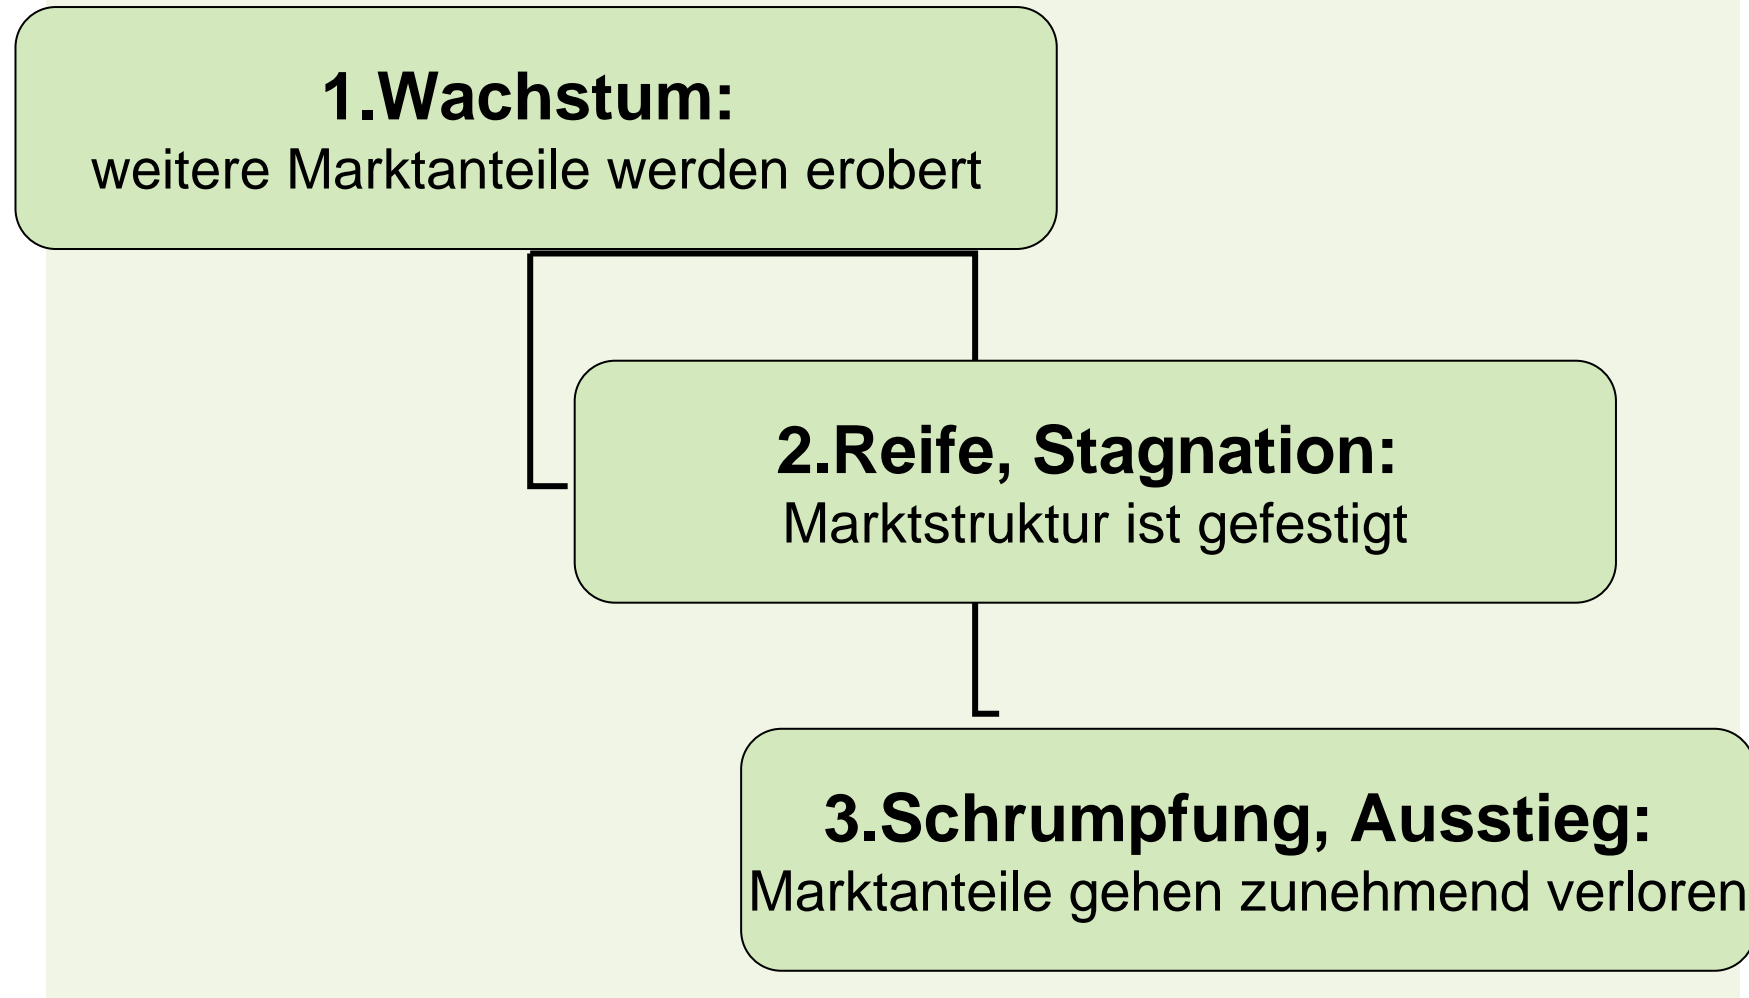 1.Wachstum:
weitere Marktanteile werden erobert
2.Reife, Stagnation:
Marktstruktur ist gefestigt
3.Schrumpfung, Ausstieg:
Marktanteile gehen zunehmend verloren